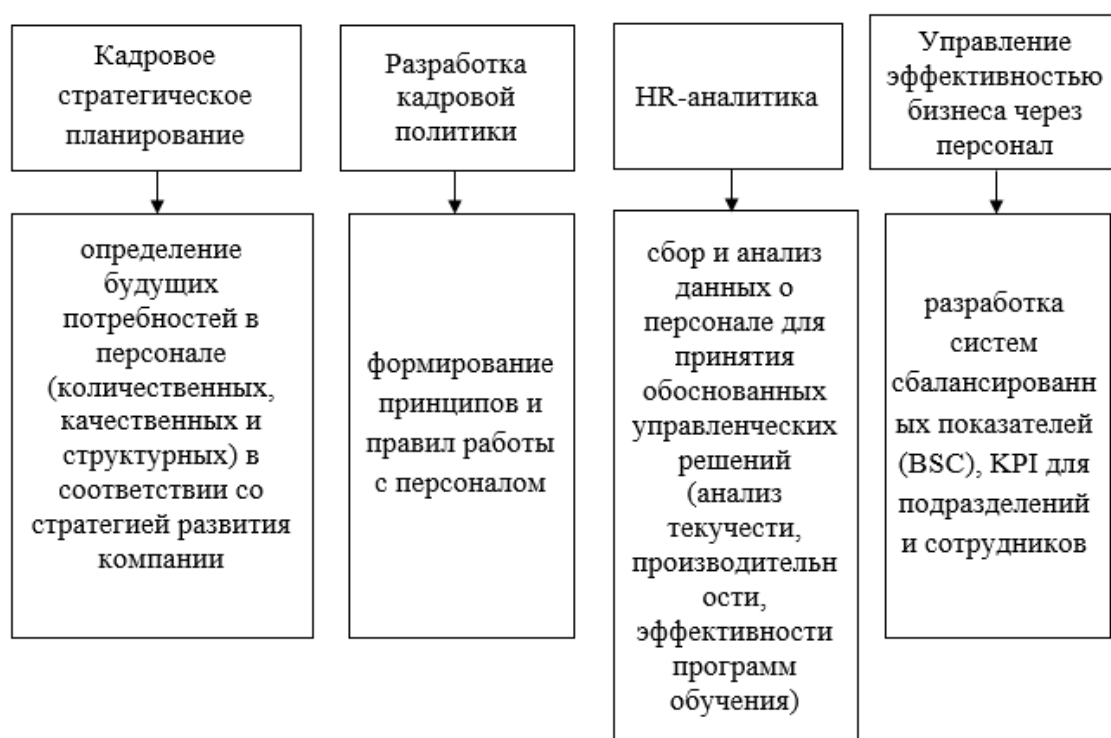 Кадровое
стратегическое
планирование
Разработка
кадровой
политики
HR-аналитика
Управление
эффективностью
бизнеса через
персонал
определение
будущих
потребностей в
персонале
(количественных,
качественных и
структурных) в
соответствии со
стратегией развития
компании
формирование
принципов и
правил работы
с персоналом
сбор и анализ
данных о
персонале для
принятия
обоснованных
управленческих
решений
(анализ
текучести,
производительн
ости,
эффективности
программ
обучения)
разработка
систем
сбалансированн
ых показателей
(BSC), KPI для
подразделений
и сотрудников